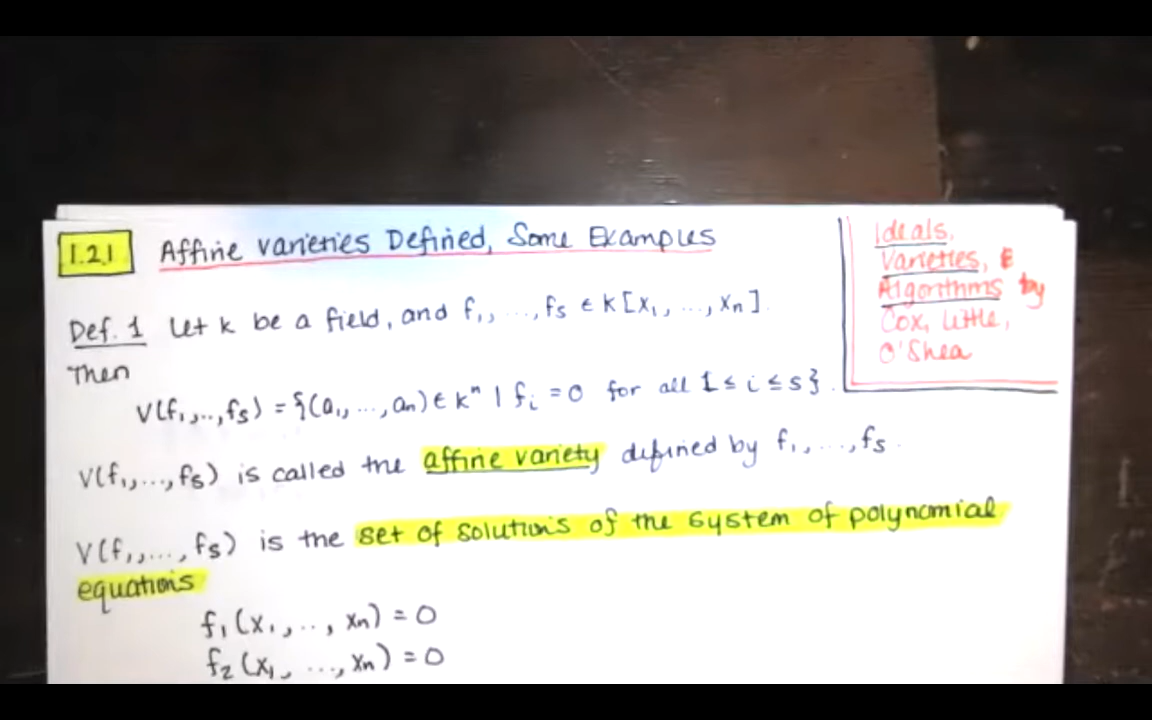 1.2.1 Affine Varieties Defined, Some Examples
Ideals,
Varieties, &
Algorithms by
Cox, Little,
O'Shea
Def. 1 Let k be a field, and f₁, ..., fₛ ∈ k[x₁, ..., xₙ].
Then
V(f₁, ..., fₛ) = {(a₁, ..., aₙ) ∈ kⁿ | fᵢ = 0 for all 1 ≤ i ≤ s}.
V(f₁, ..., fₛ) is called the affine variety defined by f₁, ..., fₛ.
V(f₁, ..., fₛ) is the set of solutions of the system of polynomial
equations
f₁(x₁, .., xₙ) = 0
f₂(x₁, ..., xₙ) = 0